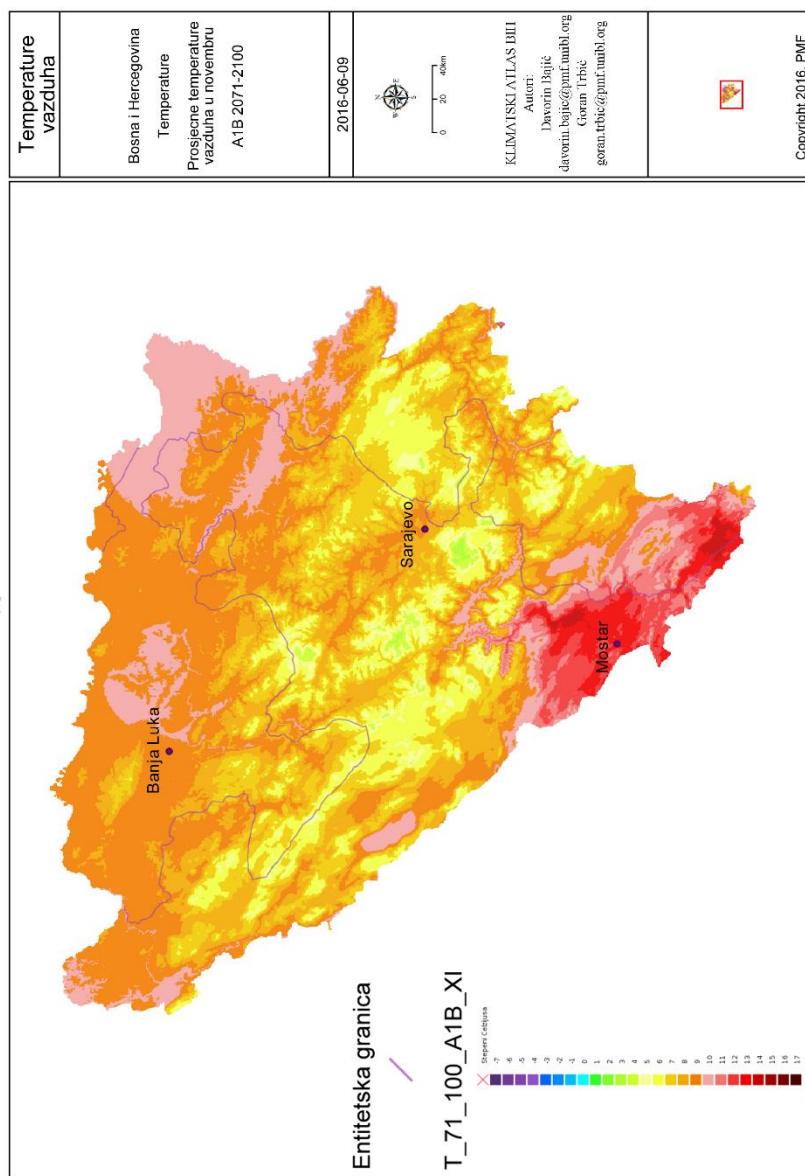 Temperature
vazduha
Bosna i Hercegovina
Temperature
Prosjecne temperature
vazduha u novembru
A1B 2071-2100
2016-06-09
N
E
S
W
0
20
40km
KLIMATSKI ATLAS BIH
Autori:
Davorin Bajić
davorin.bajic@pmf.unibl.org
Goran Trbić
goran.trbic@pmf.unibl.org
Copyright 2016, PMF
Banja Luka
Sarajevo
Mostar
Entitetska granica
T_71_100_A1B_XI
Stepeni Celzijusa
-7
-6
-5
-4
-3
-2
-1
0
1
2
3
4
5
6
7
8
9
10
11
12
13
14
15
16
17